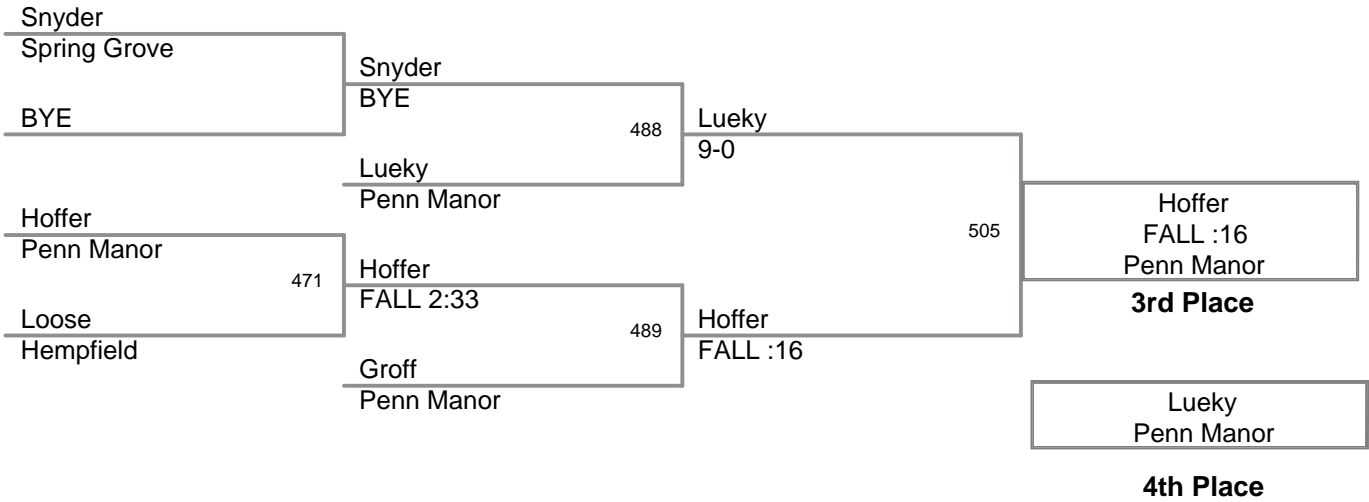 Snyder
Spring Grove
BYE
Hoffer
Penn Manor
471
Loose
Hempfield
Snyder
BYE
488
Lueky
Penn Manor
Hoffer
FALL 2:33
489
Groff
Penn Manor
Lueky
9-0
505
Hoffer
FALL :16
Hoffer
FALL :16
Penn Manor
3rd Place
Lueky
Penn Manor
4th Place